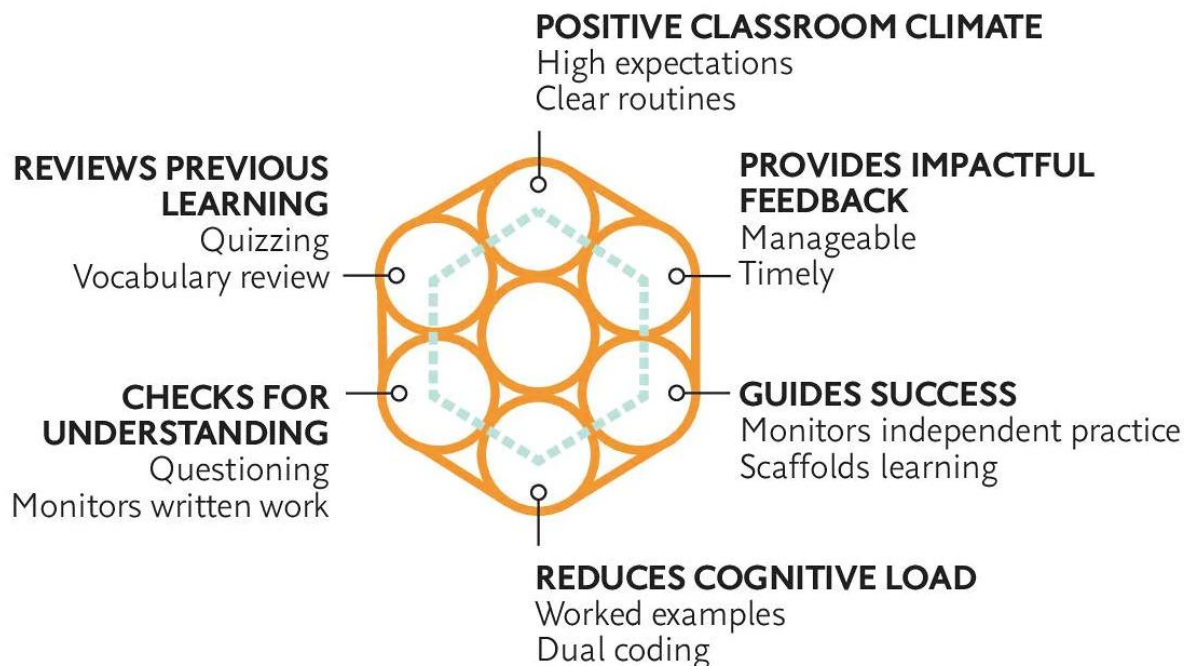 POSITIVE CLASSROOM CLIMATE
High expectations
Clear routines
REVIEWS PREVIOUS
LEARNING
Quizzing
Vocabulary review
PROVIDES IMPACTFUL
FEEDBACK
Manageable
Timely
CHECKS FOR
UNDERSTANDING
Questioning
Monitors written work
GUIDES SUCCESS
Monitors independent practice
Scaffolds learning
REDUCES COGNITIVE LOAD
Worked examples
Dual coding